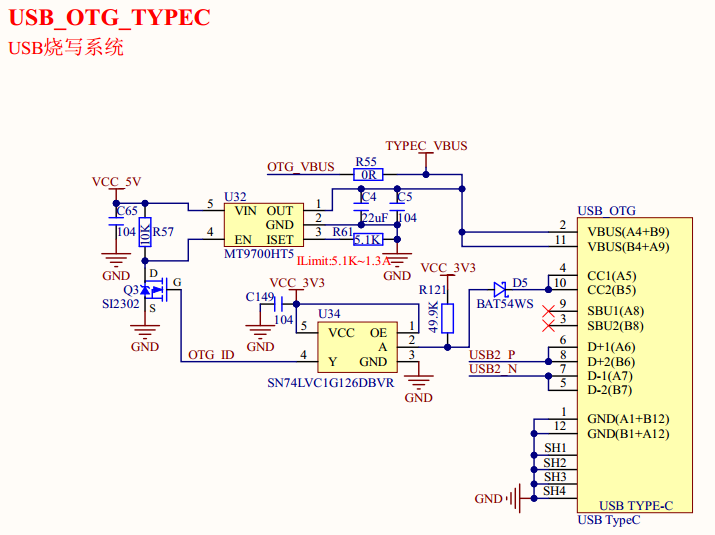 USB_OTG_TYPEC
USB烧写系统
TYPEC_VBUS
OTG_VBUS
R55
0R
VCC_5V
C65
104
R57
10K
U32
5 VIN OUT 1
GND 2
4 EN ISET 3
MT9700HT5
C4
22uF
C5
104
R61
5.1K
ILimit:5.1K~1.3A
GND
GND
Q3
SI2302
D
G
S
GND
VCC_3V3
C149
104
GND
U34
5 VCC OE 1
A 2
4 Y GND 3
SN74LVC1G126DBVR
OTG_ID
VCC_3V3
R121
49.9K
GND
D5
BAT54WS
USB2_P
USB2_N
USB_OTG
2 VBUS(A4+B9)
11 VBUS(B4+A9)
4 CC1(A5)
10 CC2(B5)
9 SBU1(A8)
3 SBU2(B8)
6 D+1(A6)
8 D+2(B6)
7 D-1(A7)
5 D-2(B7)
1 GND(A1+B12)
12 GND(B1+A12)
SH1
SH2
SH3
SH4
GND
USB TYPE-C
USB TypeC